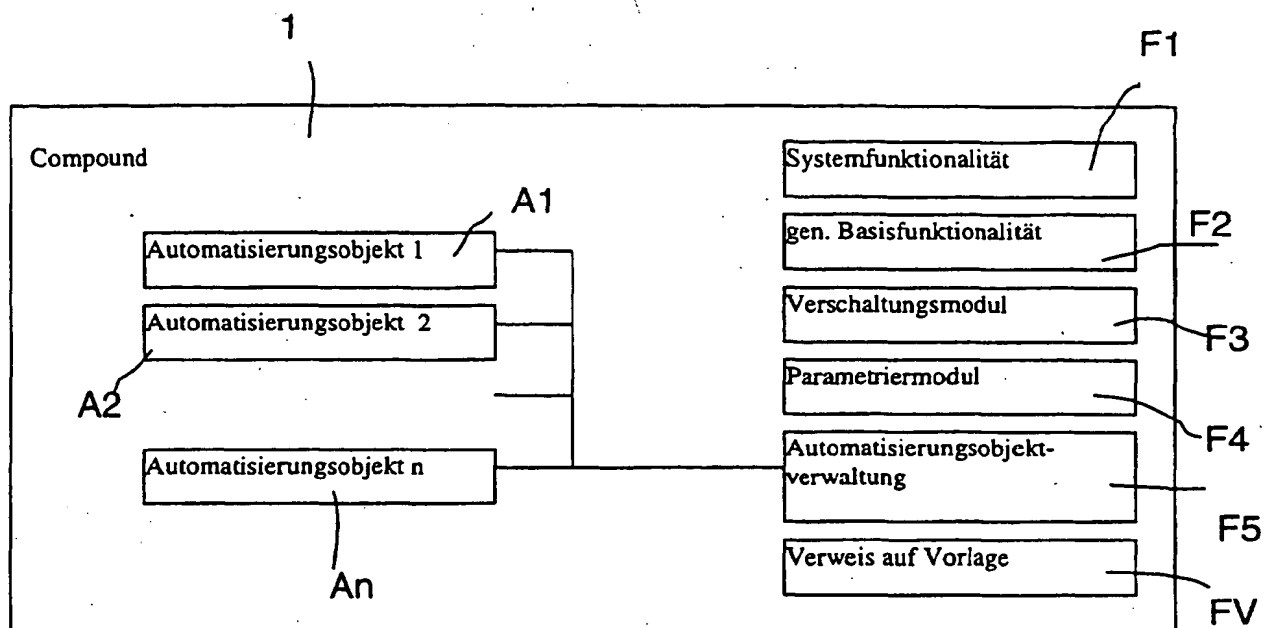 1
F1
Compound
Systemfunktionalität
A1
gen. Basisfunktionalität
F2
Automatisierungsobjekt 1
Verschaltungsmodul
Automatisierungsobjekt 2
F3
A2
Parametriermodul
F4
Automatisierungsobjekt n
Automatisierungsobjekt-
verwaltung
F5
An
Verweis auf Vorlage
FV